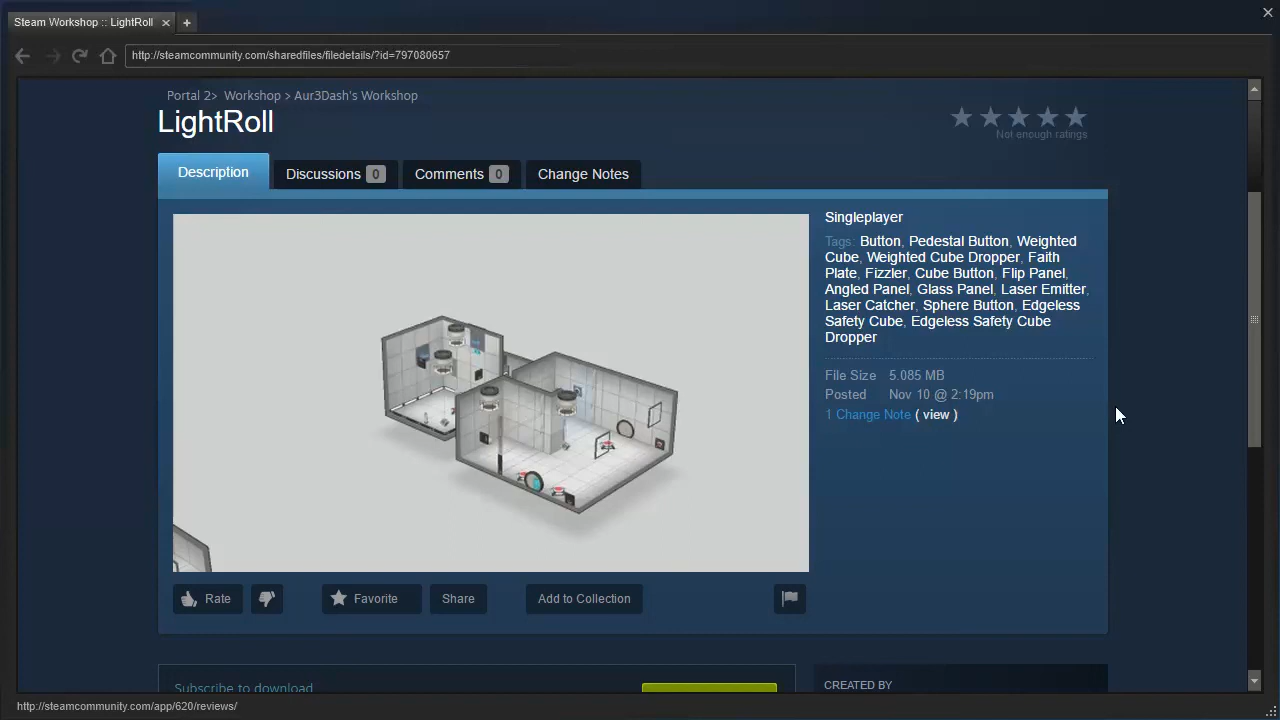 Steam Workshop :: LightRoll
http://steamcommunity.com/sharedfiles/filedetails/?id=797080657
Portal 2> Workshop > Aur3Dash's Workshop
LightRoll
Not enough ratings
Description
Discussions 0
Comments 0
Change Notes
Singleplayer
Tags: Button, Pedestal Button, Weighted
Cube, Weighted Cube Dropper, Faith
Plate, Fizzler, Cube Button, Flip Panel,
Angled Panel, Glass Panel, Laser Emitter,
Laser Catcher, Sphere Button, Edgeless
Safety Cube, Edgeless Safety Cube
Dropper
File Size 5.085 MB
Posted Nov 10 @ 2:19pm
1 Change Note ( view )
Rate
Favorite
Share
Add to Collection
Subscribe to download
CREATED BY
http://steamcommunity.com/app/620/reviews/